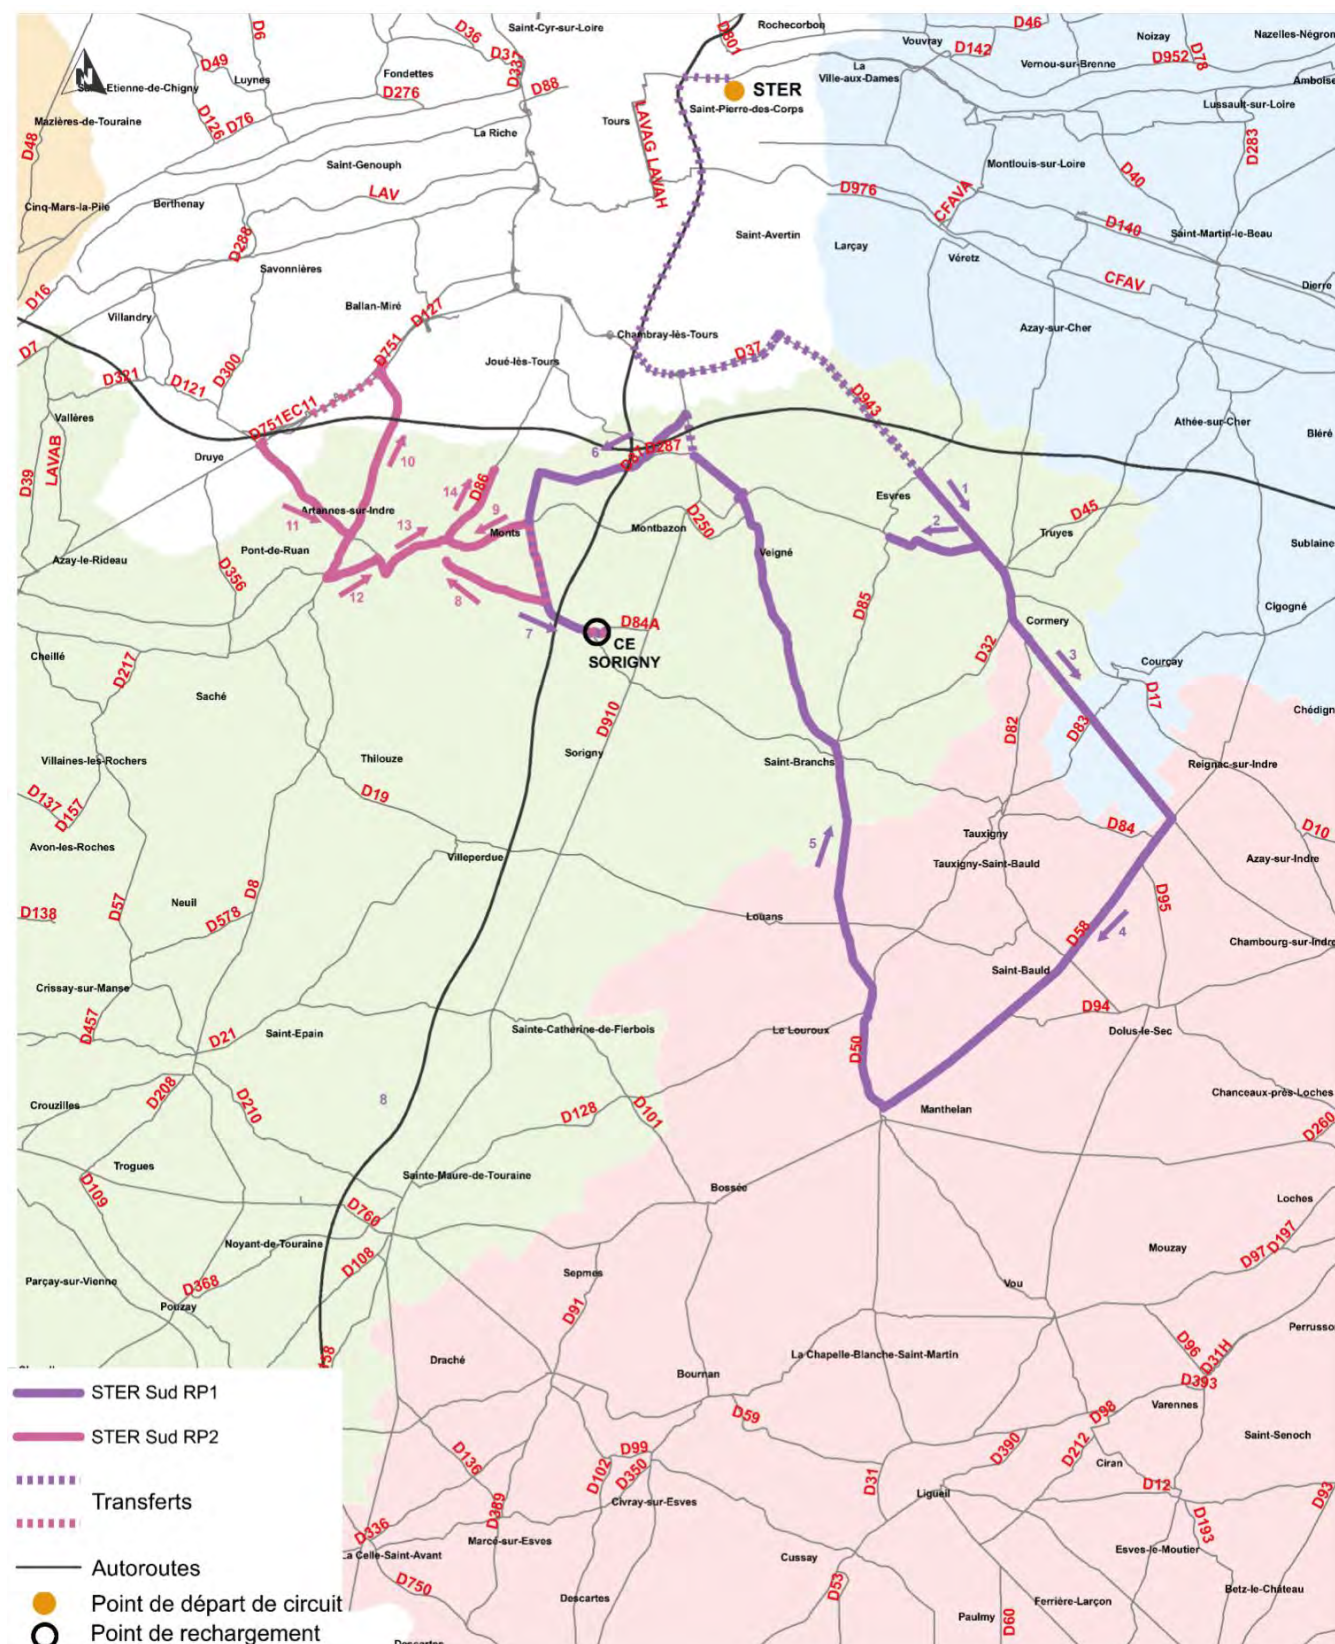 D6
D36
Saint-Cyr-sur-Loire
D37
D337
D801
Rochecorbon
D46
Vouvray
D142
Noizay
D78
D952
Nazelles-Négron
D49
Luynes
Fondettes
D276
D88
La
Ville-aux-Dames
Vernou-sur-Brenne
Amboise
N
Etienne-de-Chigny
STER
Saint-Pierre-des-Corps
Lussault-sur-Loire
Mazières-de-Touraine
D126
D76
La Riche
Tours
LAVAG LAVAH
D48
Saint-Genouph
Montlouis-sur-Loire
D283
D40
Cinq-Mars-la-Pile
Berthenay
LAV
D976
CFAVA
D140
Saint-Martin-le-Beau
D288
Saint-Avertin
Larçay
Véretz
Savonnières
CFAV
Dierre
D16
Villandry
Ballan-Miré
D127
Chambray-lès-Tours
Azay-sur-Cher
D7
D321
D121
D300
D751
Joué-lès-Tours
D37
D943
Vallères
D751EC11
Athée-sur-Cher
Bléré
D39
LAVAB
Druye
10
6
D87
D287
D86
14
Esvres
1
11
Artannes-sur-Indre
13
9
Monts
Montbazon
D250
2
D45
Truyes
Veigné
Sublaine
Azay-le-Rideau
Pont-de-Ruan
D356
12
8
7
D84A
CE
SORIGNY
D85
Cigogné
Cormery
D32
3
Cheillé
D217
Courçay
D17
Saché
D910
D82
D83
Chédign
Villaines-les-Rochers
Thilouze
Sorigny
Saint-Branchs
Reignac-sur-Indre
D137
D157
D19
D84
D10
Avon-les-Roches
Villeperdue
5
Tauxigny
Tauxigny-Saint-Bauld
Azay-sur-Indre
D57
Neuil
D8
D95
D138
D578
Louans
4
D58
Chambourg-sur-Indre
Crissay-sur-Manse
Saint-Bauld
D457
D21
Saint-Epain
Sainte-Catherine-de-Fierbois
Le Louroux
D94
Dolus-le-Sec
D50
Crouzilles
D208
D210
8
D128
D101
Manthelan
Chanceaux-près-Loches
D260
Trogues
Sainte-Maure-de-Touraine
D109
Bossée
Loches
D760
Noyant-de-Touraine
D108
Mouzay
D97
D197
Parçay-sur-Vienne
D368
Pouzay
Sepmes
Vou
D91
Perrusso
La Chapelle-Blanche-Saint-Martin
D96
D31H
Draché
Bournan
D393
STER Sud RP1
D59
D98
Varennes
STER Sud RP2
D136
D99
D102
D350
D390
D212
Saint-Senoch
Ciran
D31
D12
D93
Transferts
D389
Civray-sur-Esves
Ligueil
D193
D336
Marcé-sur-Esves
La Celle-Saint-Avant
Cussay
Esves-le-Moutier
Autoroutes
D750
D53
Betz-le-Château
Point de départ de circuit
Descartes
Paulmy
D60
Ferrière-Larçon
Point de rechargement
Descartes